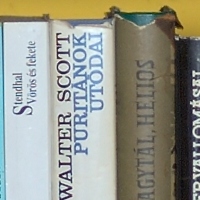 Stendhal
Vörös és fekete
WALTER SCOTT
PURITÁNOK
UTÓDAI
NAGYTÁL, HELIOS